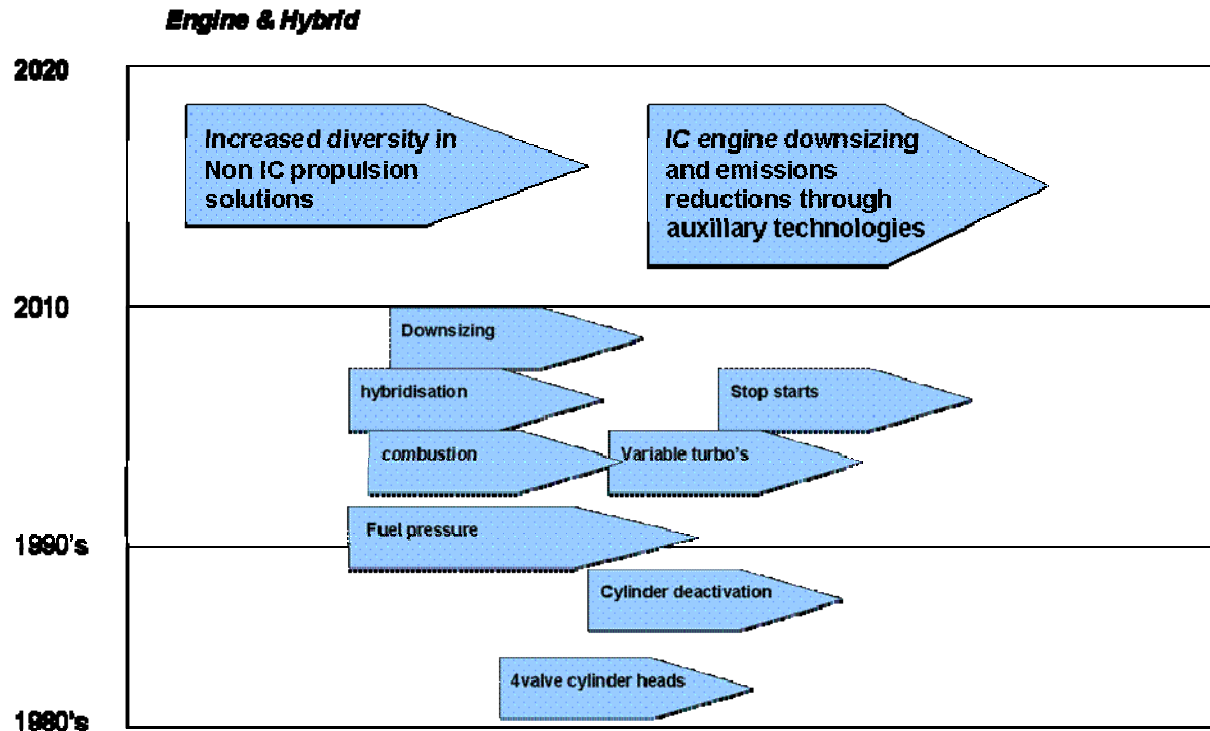 Engine & Hybrid
2020
Increased diversity in
Non IC propulsion
solutions
IC engine downsizing
and emissions
reductions through
auxillary technologies
2010
Downsizing
hybridisation
Stop starts
combustion
Variable turbo's
Fuel pressure
1990's
Cylinder deactivation
4valve cylinder heads
1980's